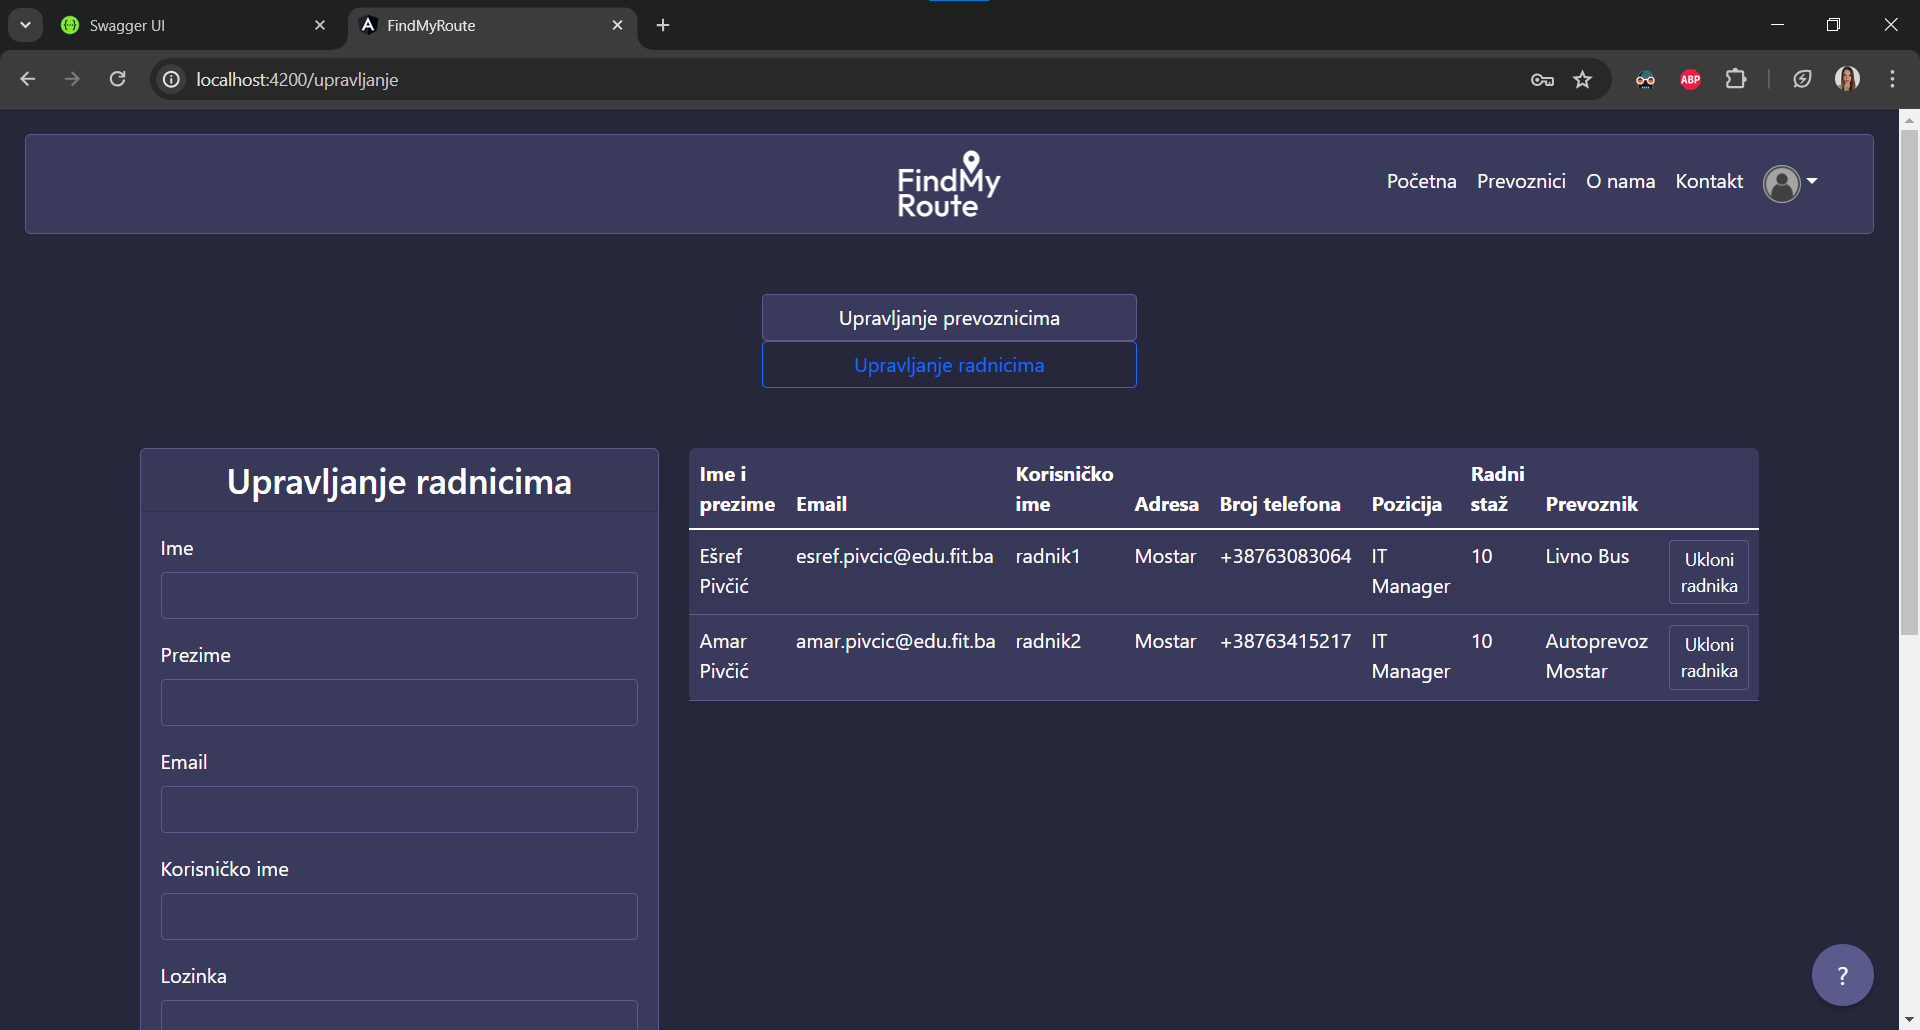 Swagger UI
FindMyRoute
localhost:4200/upravljanje
ABP
FindMy
Route
Početna Prevoznici O nama Kontakt
Upravljanje prevoznicima
Upravljanje radnicima
Upravljanje radnicima
Ime
Prezime
Email
Korisničko ime
Lozinka
Ime i prezime Email Korisničko ime Adresa Broj telefona Pozicija Radni staž Prevoznik
Ešref Pivčić esref.pivcic@edu.fit.ba radnik1 Mostar +38763083064 IT Manager 10 Livno Bus Ukloni radnika
Amar Pivčić amar.pivcic@edu.fit.ba radnik2 Mostar +38763415217 IT Manager 10 Autoprevoz Mostar Ukloni radnika
?